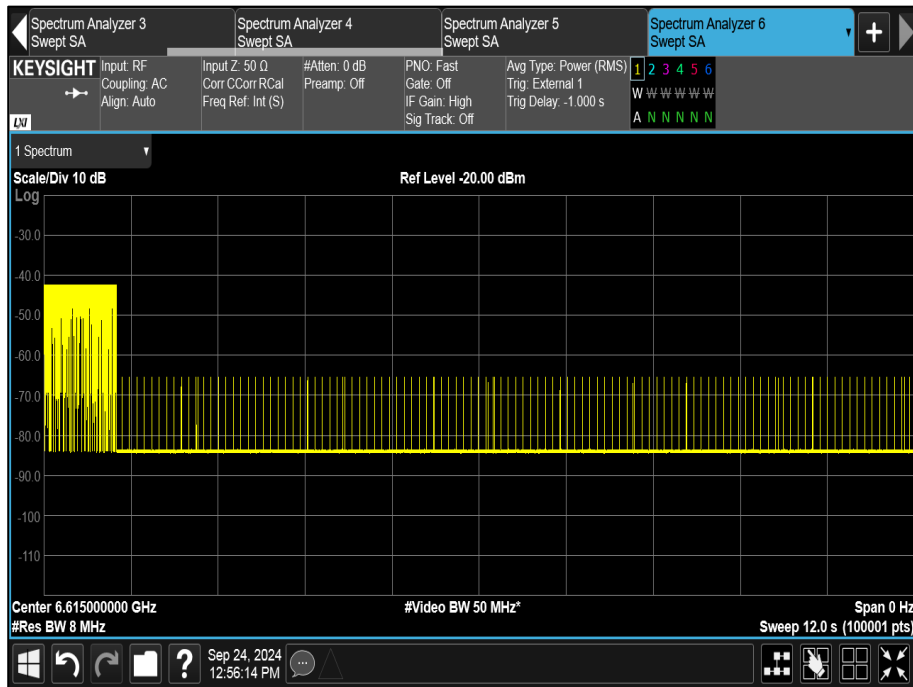 Spectrum Analyzer 3
Swept SA
Spectrum Analyzer 4
Swept SA
Spectrum Analyzer 5
Swept SA
Spectrum Analyzer 6
Swept SA
+
KEYSIGHT
LXI
Input: RF
Coupling: AC
Align: Auto
Input Z: 50 Ω
Corr CCorr RCal
Freq Ref: Int (S)
#Atten: 0 dB
Preamp: Off
PNO: Fast
Gate: Off
IF Gain: High
Sig Track: Off
Avg Type: Power (RMS)
Trig: External 1
Trig Delay: -1.000 s
1 2 3 4 5 6
W W W W W W
A N N N N N
1 Spectrum
Scale/Div 10 dB
Ref Level -20.00 dBm
Log
-30.0
-40.0
-50.0
-60.0
-70.0
-80.0
-90.0
-100
-110
Center 6.615000000 GHz
#Video BW 50 MHz*
Span 0 Hz
#Res BW 8 MHz
Sweep 12.0 s (100001 pts)
?
Sep 24, 2024
12:56:14 PM